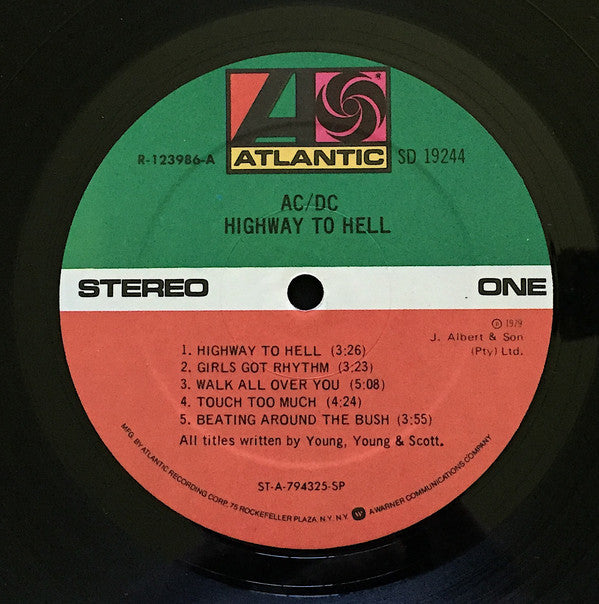 R-123986-A ATLANTIC SD 19244
AC/DC
HIGHWAY TO HELL
STEREO ONE
℗ 1979
J. Albert & Son
(Pty) Ltd.
1. HIGHWAY TO HELL (3:26)
2. GIRLS GOT RHYTHM (3:23)
3. WALK ALL OVER YOU (5:08)
4. TOUCH TOO MUCH (4:24)
5. BEATING AROUND THE BUSH (3:55)
All titles written by Young, Young & Scott.
ST-A-794325-SP
MFG. BY ATLANTIC RECORDING CORP. 75 ROCKEFELLER PLAZA, N.Y. N.Y. A WARNER COMMUNICATIONS COMPANY